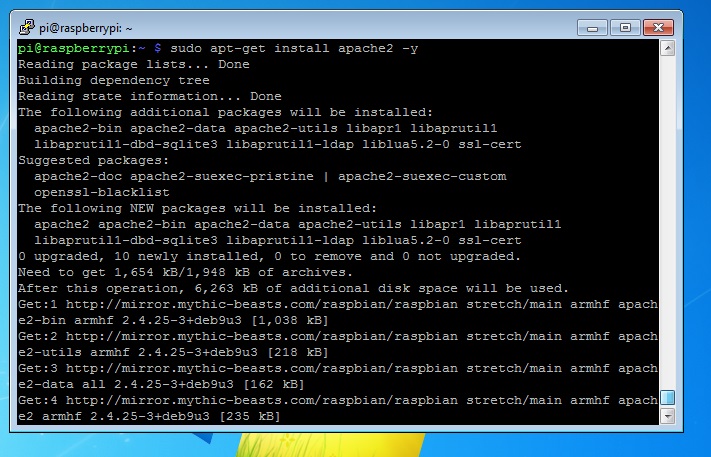 pi@raspberrypi: ~
pi@raspberrypi:~ $ sudo apt-get install apache2 -y
Reading package lists... Done
Building dependency tree
Reading state information... Done
The following additional packages will be installed:
  apache2-bin apache2-data apache2-utils libapr1 libaprutil1
  libaprutil1-dbd-sqlite3 libaprutil1-ldap liblua5.2-0 ssl-cert
Suggested packages:
  apache2-doc apache2-suexec-pristine | apache2-suexec-custom
  openssl-blacklist
The following NEW packages will be installed:
  apache2 apache2-bin apache2-data apache2-utils libapr1 libaprutil1
  libaprutil1-dbd-sqlite3 libaprutil1-ldap liblua5.2-0 ssl-cert
0 upgraded, 10 newly installed, 0 to remove and 0 not upgraded.
Need to get 1,654 kB/1,948 kB of archives.
After this operation, 6,263 kB of additional disk space will be used.
Get:1 http://mirror.mythic-beasts.com/raspbian/raspbian stretch/main armhf apach
e2-bin armhf 2.4.25-3+deb9u3 [1,038 kB]
Get:2 http://mirror.mythic-beasts.com/raspbian/raspbian stretch/main armhf apach
e2-utils armhf 2.4.25-3+deb9u3 [218 kB]
Get:3 http://mirror.mythic-beasts.com/raspbian/raspbian stretch/main armhf apach
e2-data all 2.4.25-3+deb9u3 [162 kB]
Get:4 http://mirror.mythic-beasts.com/raspbian/raspbian stretch/main armhf apach
e2 armhf 2.4.25-3+deb9u3 [235 kB]